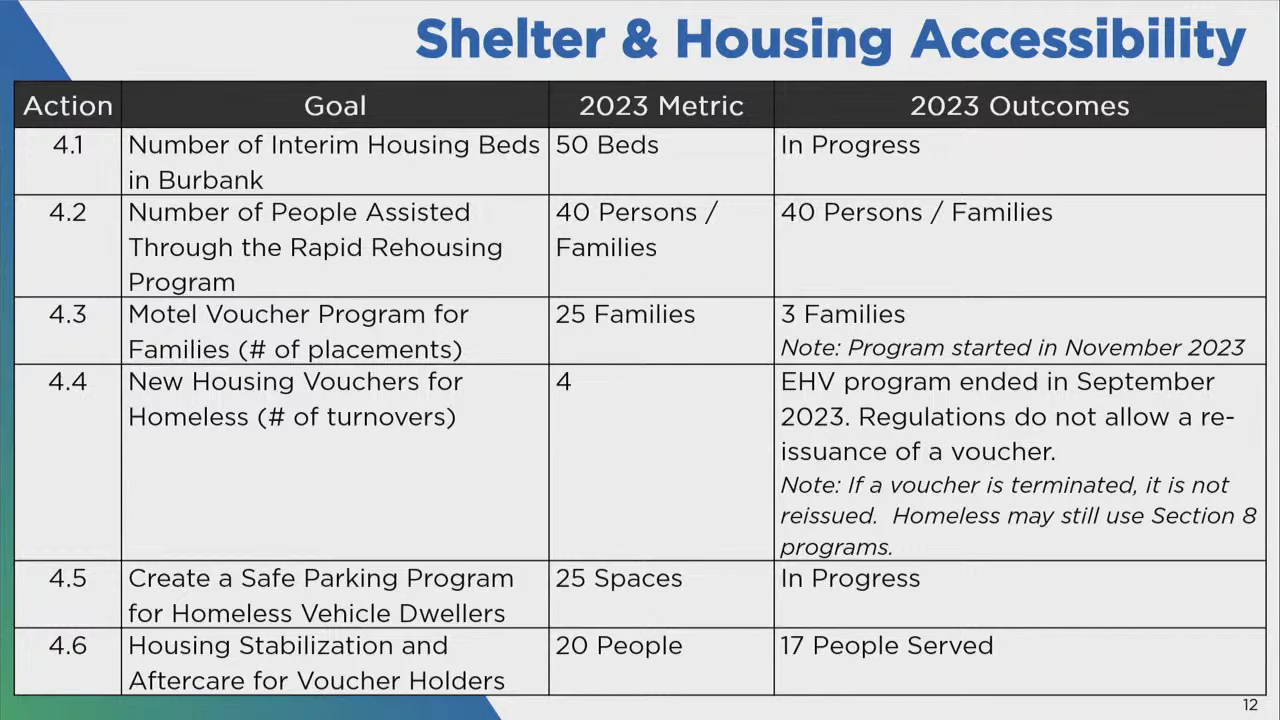 Shelter & Housing Accessibility
Action Goal 2023 Metric 2023 Outcomes
4.1 Number of Interim Housing Beds 50 Beds In Progress
in Burbank
4.2 Number of People Assisted 40 Persons / 40 Persons / Families
Through the Rapid Rehousing Families
Program
4.3 Motel Voucher Program for 25 Families 3 Families
Families (# of placements) Note: Program started in November 2023
4.4 New Housing Vouchers for 4 EHV program ended in September
Homeless (# of turnovers) 2023. Regulations do not allow a re-
issuance of a voucher.
Note: If a voucher is terminated, it is not
reissued. Homeless may still use Section 8
programs.
4.5 Create a Safe Parking Program 25 Spaces In Progress
for Homeless Vehicle Dwellers
4.6 Housing Stabilization and 20 People 17 People Served
Aftercare for Voucher Holders
12